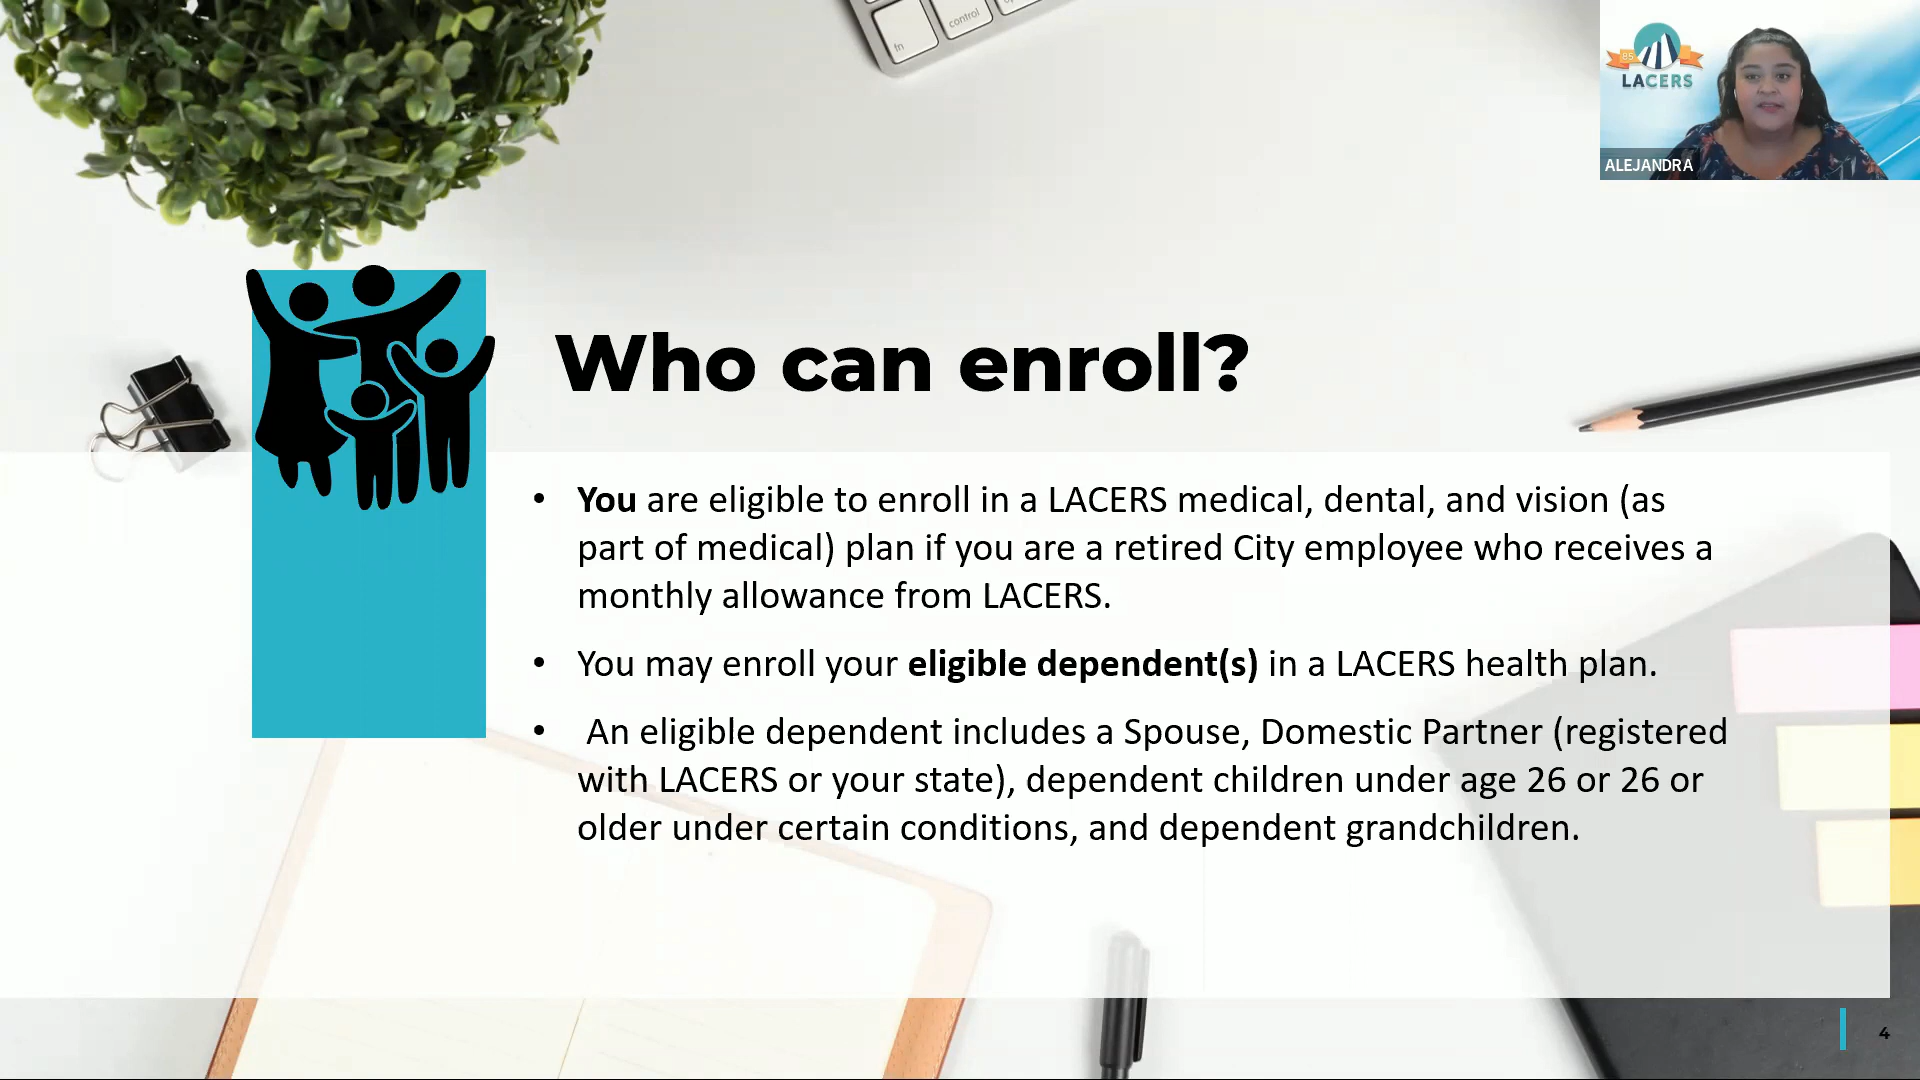 fn
control
85
LACERS
ALEJANDRA
Who can enroll?
• You are eligible to enroll in a LACERS medical, dental, and vision (as
part of medical) plan if you are a retired City employee who receives a
monthly allowance from LACERS.
• You may enroll your eligible dependent(s) in a LACERS health plan.
• An eligible dependent includes a Spouse, Domestic Partner (registered
with LACERS or your state), dependent children under age 26 or 26 or
older under certain conditions, and dependent grandchildren.
4